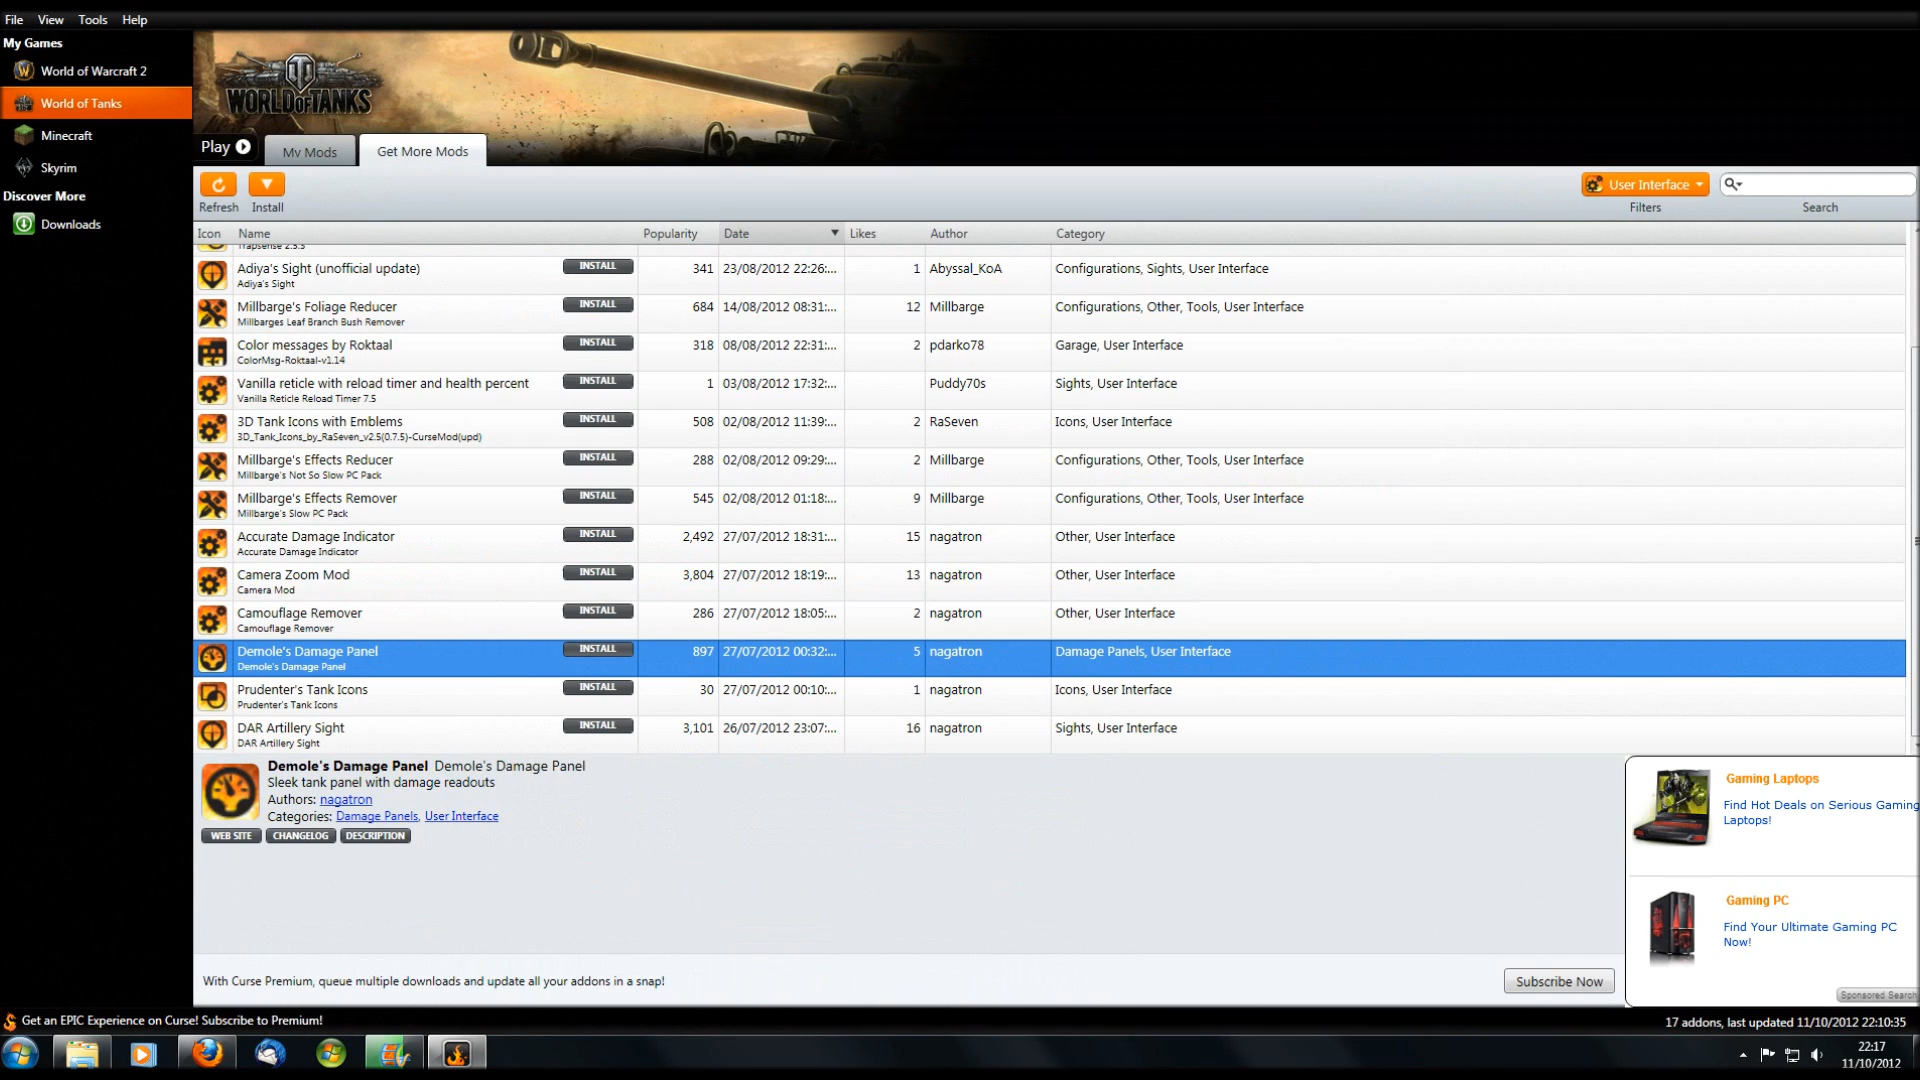 File View Tools Help
My Games
World of Warcraft 2
World of Tanks
Minecraft
Skyrim
Discover More
Downloads
WORLD OF TANKS
Play My Mods Get More Mods
Refresh Install
User Interface
Filters Search
Icon Name Popularity Date Likes Author Category
Trapsense 2.5.5
Adiya's Sight (unofficial update) INSTALL 341 23/08/2012 22:26:... 1 Abyssal_KoA Configurations, Sights, User Interface
Adiya's Sight
Millbarge's Foliage Reducer INSTALL 684 14/08/2012 08:31:... 12 Millbarge Configurations, Other, Tools, User Interface
Millbarges Leaf Branch Bush Remover
Color messages by Roktaal INSTALL 318 08/08/2012 22:31:... 2 pdarko78 Garage, User Interface
ColorMsg-Roktaal-v1.14
Vanilla reticle with reload timer and health percent INSTALL 1 03/08/2012 17:32:... Puddy70s Sights, User Interface
Vanilla Reticle Reload Timer 7.5
3D Tank Icons with Emblems INSTALL 508 02/08/2012 11:39:... 2 RaSeven Icons, User Interface
3D_Tank_Icons_by_RaSeven_v2.5(0.7.5)-CurseMod(upd)
Millbarge's Effects Reducer INSTALL 288 02/08/2012 09:29:... 2 Millbarge Configurations, Other, Tools, User Interface
Millbarge's Not So Slow PC Pack
Millbarge's Effects Remover INSTALL 545 02/08/2012 01:18:... 9 Millbarge Configurations, Other, Tools, User Interface
Millbarge's Slow PC Pack
Accurate Damage Indicator INSTALL 2,492 27/07/2012 18:31:... 15 nagatron Other, User Interface
Accurate Damage Indicator
Camera Zoom Mod INSTALL 3,804 27/07/2012 18:19:... 13 nagatron Other, User Interface
Camera Mod
Camouflage Remover INSTALL 286 27/07/2012 18:05:... 2 nagatron Other, User Interface
Camouflage Remover
Demole's Damage Panel INSTALL 897 27/07/2012 00:32:... 5 nagatron Damage Panels, User Interface
Demole's Damage Panel
Prudenter's Tank Icons INSTALL 30 27/07/2012 00:10:... 1 nagatron Icons, User Interface
Prudenter's Tank Icons
DAR Artillery Sight INSTALL 3,101 26/07/2012 23:07:... 16 nagatron Sights, User Interface
DAR Artillery Sight
Demole's Damage Panel Demole's Damage Panel
Sleek tank panel with damage readouts
Authors: nagatron
Categories: Damage Panels, User Interface
WEB SITE CHANGELOG DESCRIPTION
Gaming Laptops
Find Hot Deals on Serious Gaming
Laptops!
Gaming PC
Find Your Ultimate Gaming PC
Now!
Sponsored Search
With Curse Premium, queue multiple downloads and update all your addons in a snap! Subscribe Now
Get an EPIC Experience on Curse! Subscribe to Premium! 17 addons, last updated 11/10/2012 22:10:35
22:17
11/10/2012